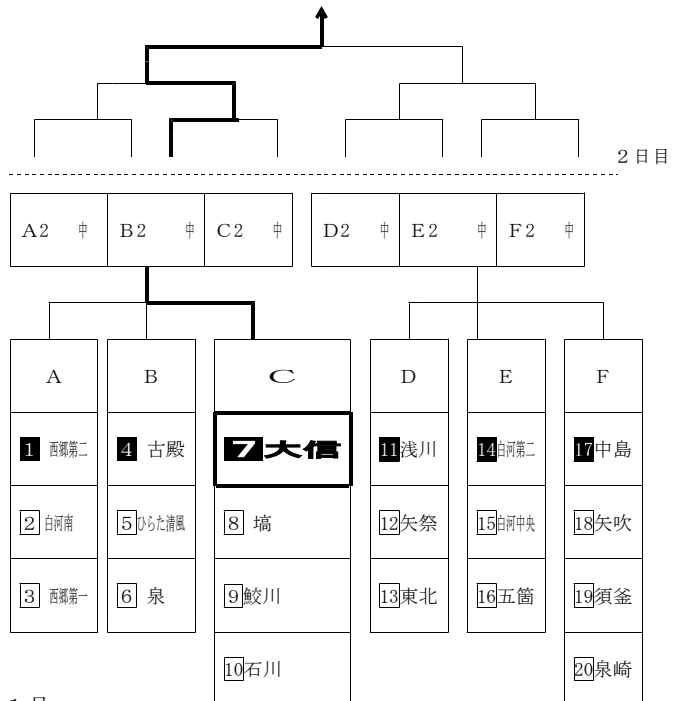 ２日目
A2 中 B2 中 C2 中 D2 中 E2 中 F2 中
A B C D E F
1 西郷第二 4 古殿 7 大信 11 浅川 14 白河第二 17 中島
2 白河南 5 ひらた清風 8 塙 12 矢祭 15 白河中央 18 矢吹
3 西郷第一 6 泉 9 鮫川 13 東北 16 五箇 19 須釜
10 石川 20 泉崎